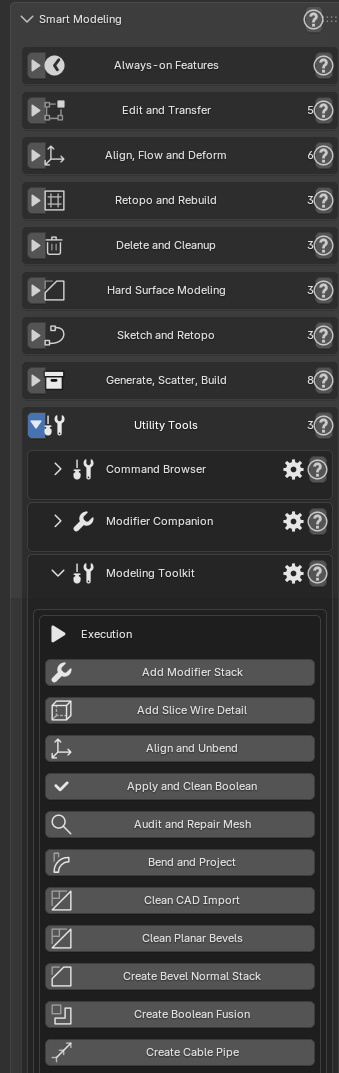 Smart Modeling ?
Always-on Features ?
Edit and Transfer 5 ?
Align, Flow and Deform 6 ?
Retopo and Rebuild 3 ?
Delete and Cleanup 3 ?
Hard Surface Modeling 3 ?
Sketch and Retopo 3 ?
Generate, Scatter, Build 8 ?
Utility Tools 3 ?
Command Browser ?
Modifier Companion ?
Modeling Toolkit ?
Execution
Add Modifier Stack
Add Slice Wire Detail
Align and Unbend
Apply and Clean Boolean
Audit and Repair Mesh
Bend and Project
Clean CAD Import
Clean Planar Bevels
Create Bevel Normal Stack
Create Boolean Fusion
Create Cable Pipe